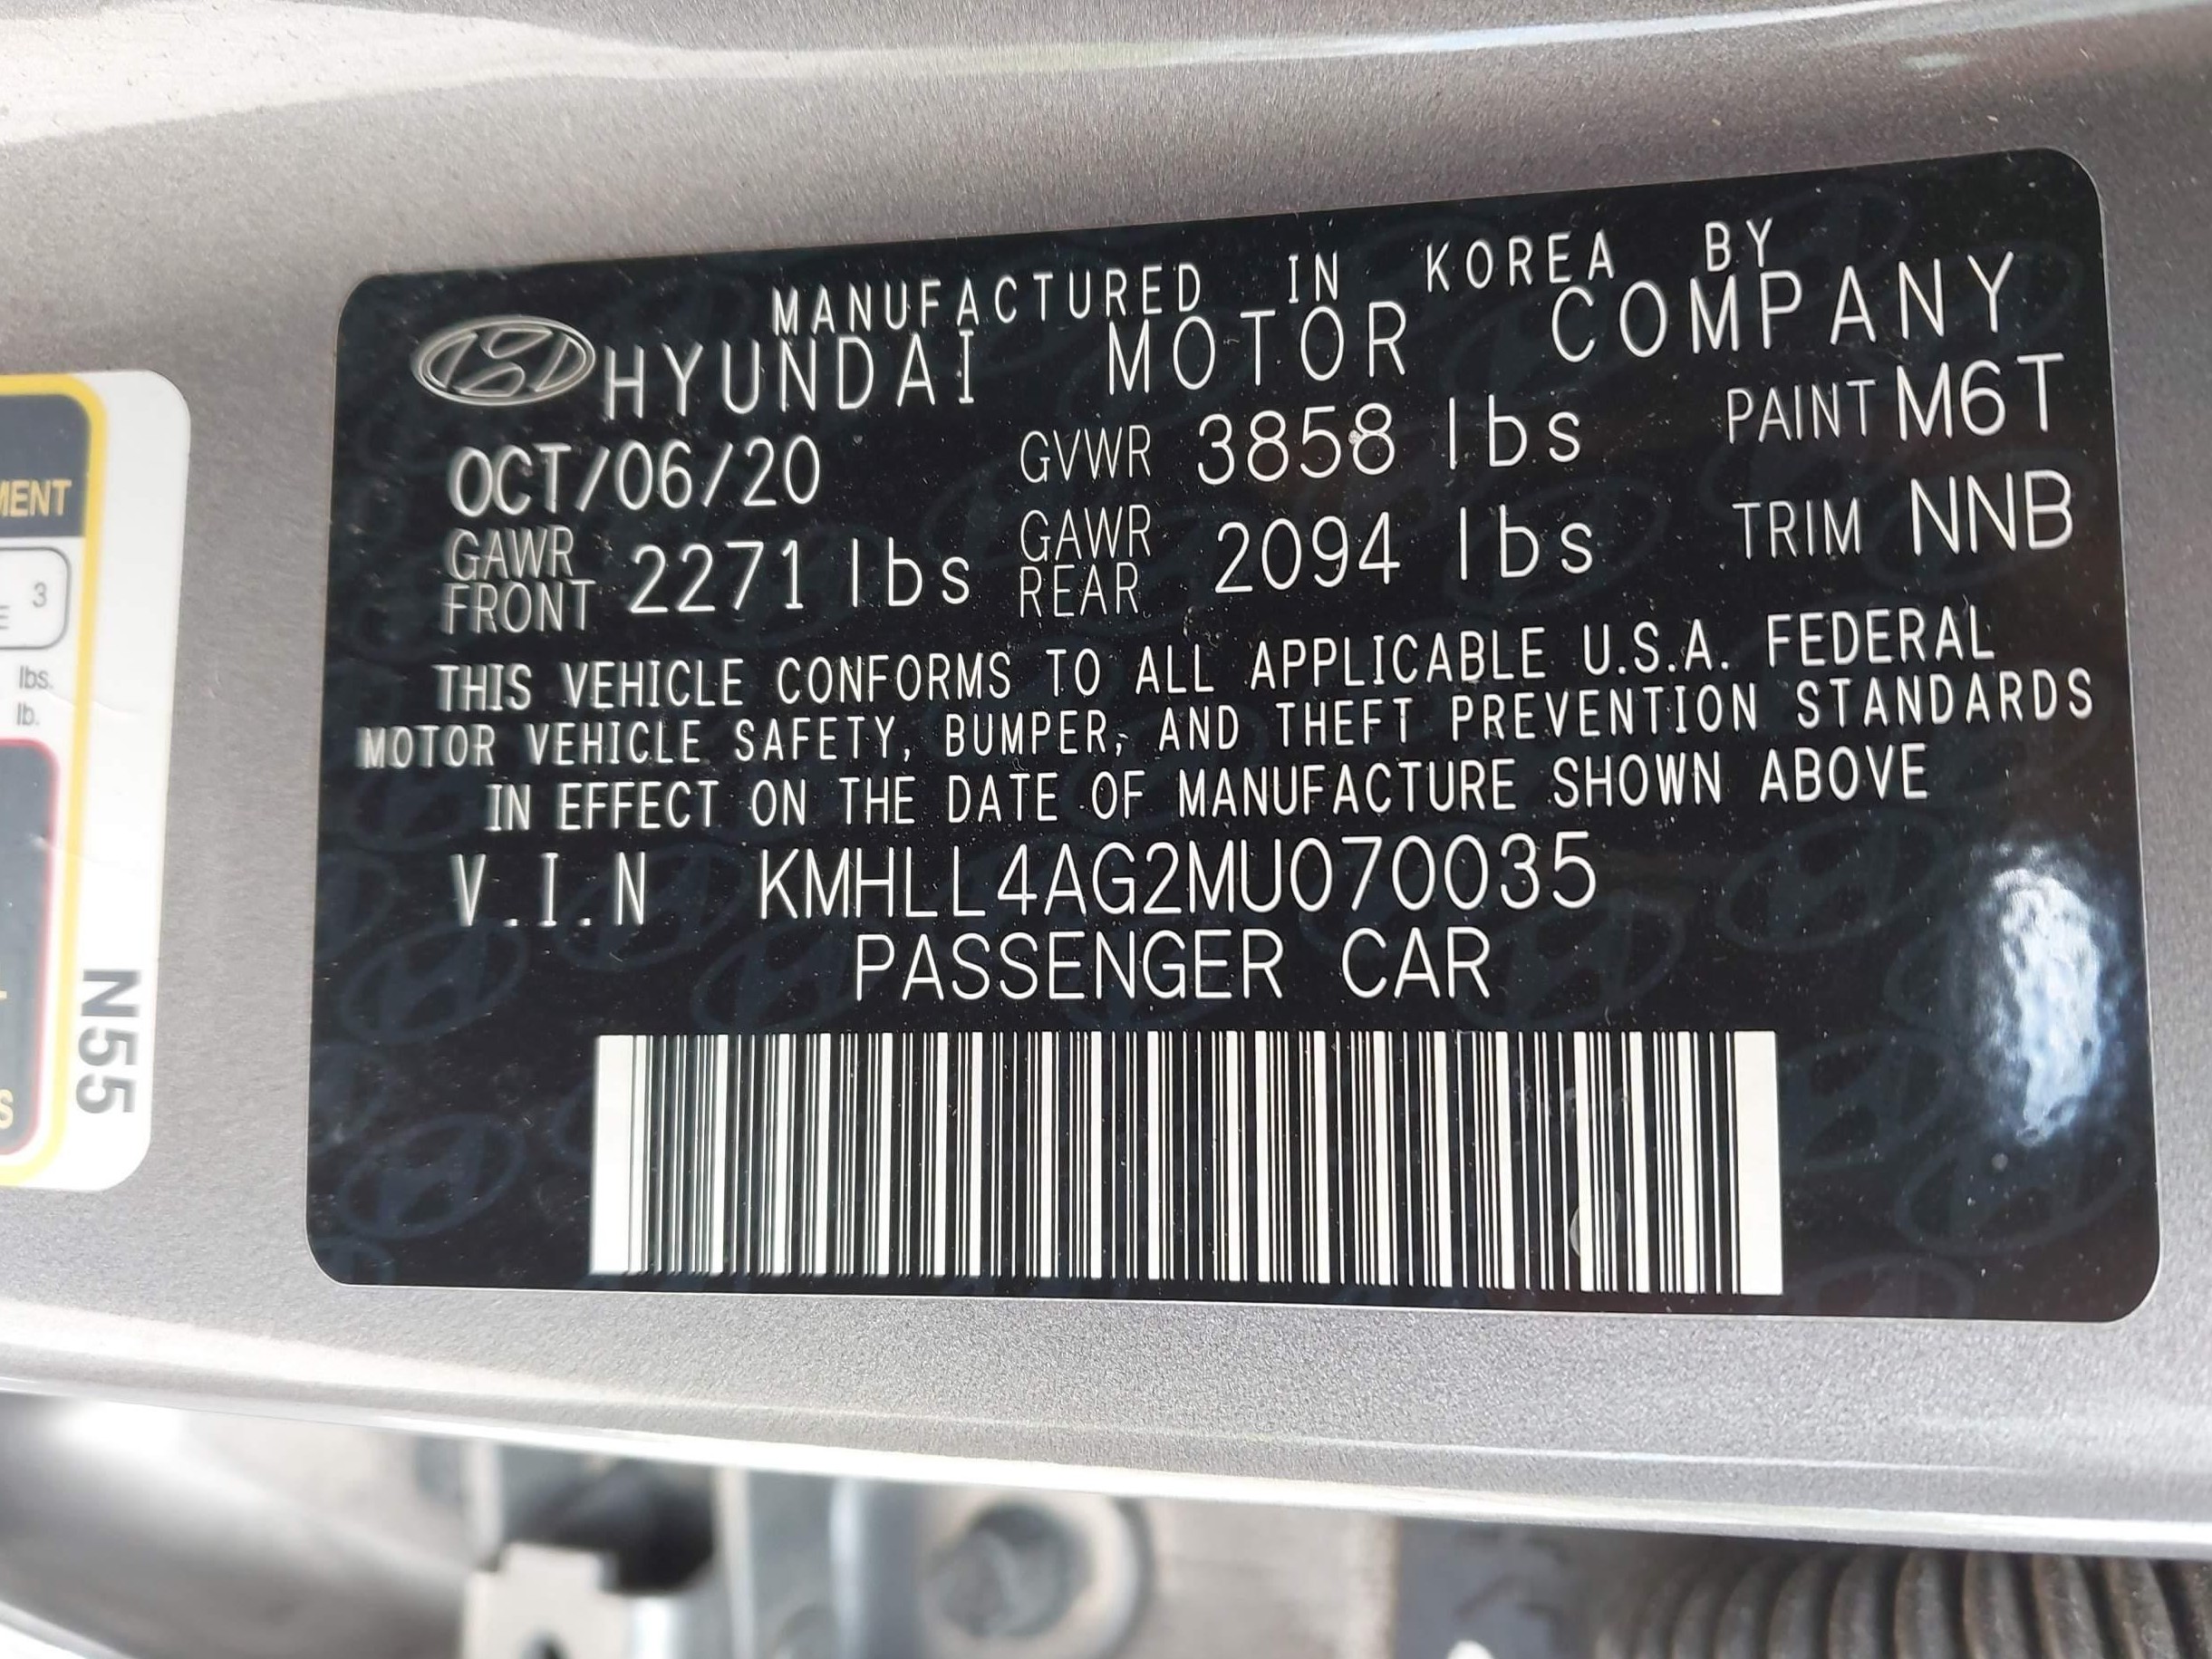 MANUFACTURED IN KOREA BY
HYUNDAI MOTOR COMPANY
OCT/06/20 GVWR 3858 lbs PAINT M6T
GAWR FRONT 2271 lbs GAWR REAR 2094 lbs TRIM NNB
THIS VEHICLE CONFORMS TO ALL APPLICABLE U.S.A. FEDERAL
MOTOR VEHICLE SAFETY, BUMPER, AND THEFT PREVENTION STANDARDS
IN EFFECT ON THE DATE OF MANUFACTURE SHOWN ABOVE
V.I.N KMHLL4AG2MU070035
PASSENGER CAR
3
lbs.
lb.
N55